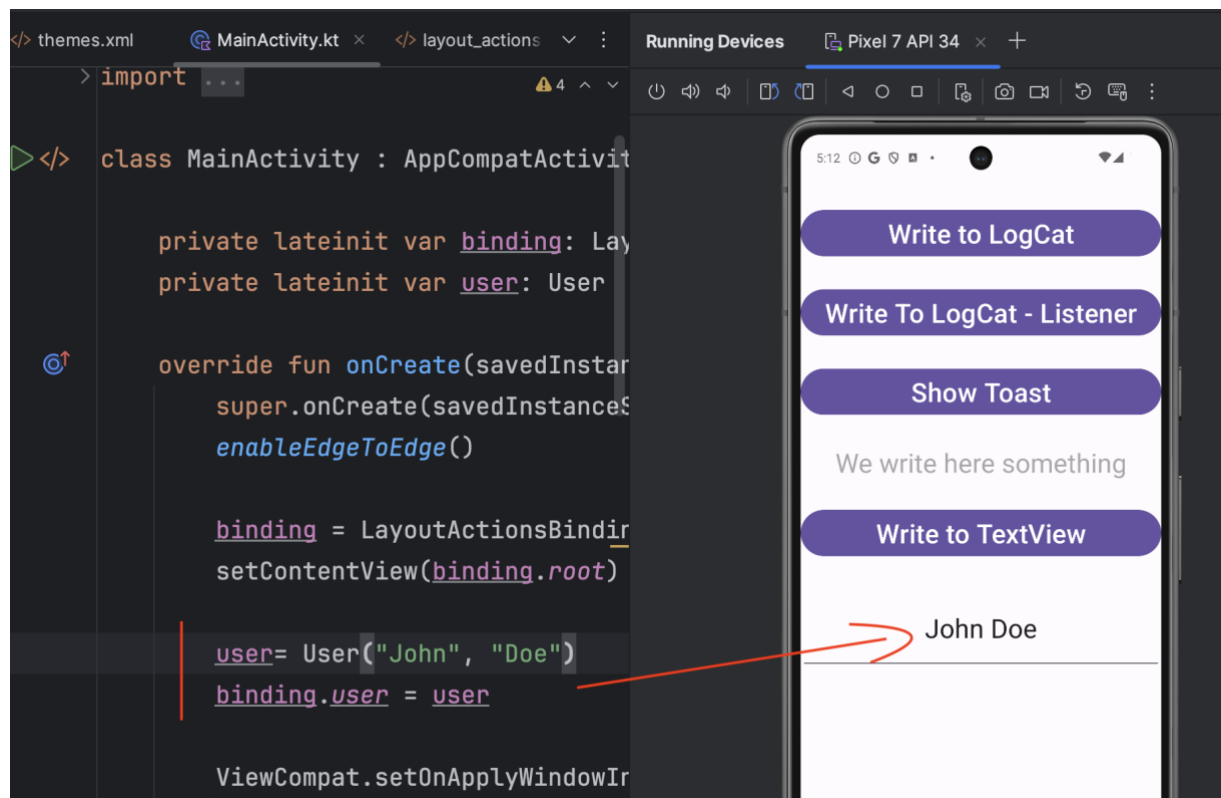 themes.xml
MainActivity.kt
layout_actions
Running Devices
Pixel 7 API 34
import ...
4
class MainActivity : AppCompatActivit
private lateinit var binding: Lay
private lateinit var user: User
override fun onCreate(savedInstan
super.onCreate(savedInstanceS
enableEdgeToEdge()
binding = LayoutActionsBindin
setContentView(binding.root)
user= User("John", "Doe")
binding.user = user
ViewCompat.setOnApplyWindowIn
5:12
Write to LogCat
Write To LogCat - Listener
Show Toast
We write here something
Write to TextView
John Doe